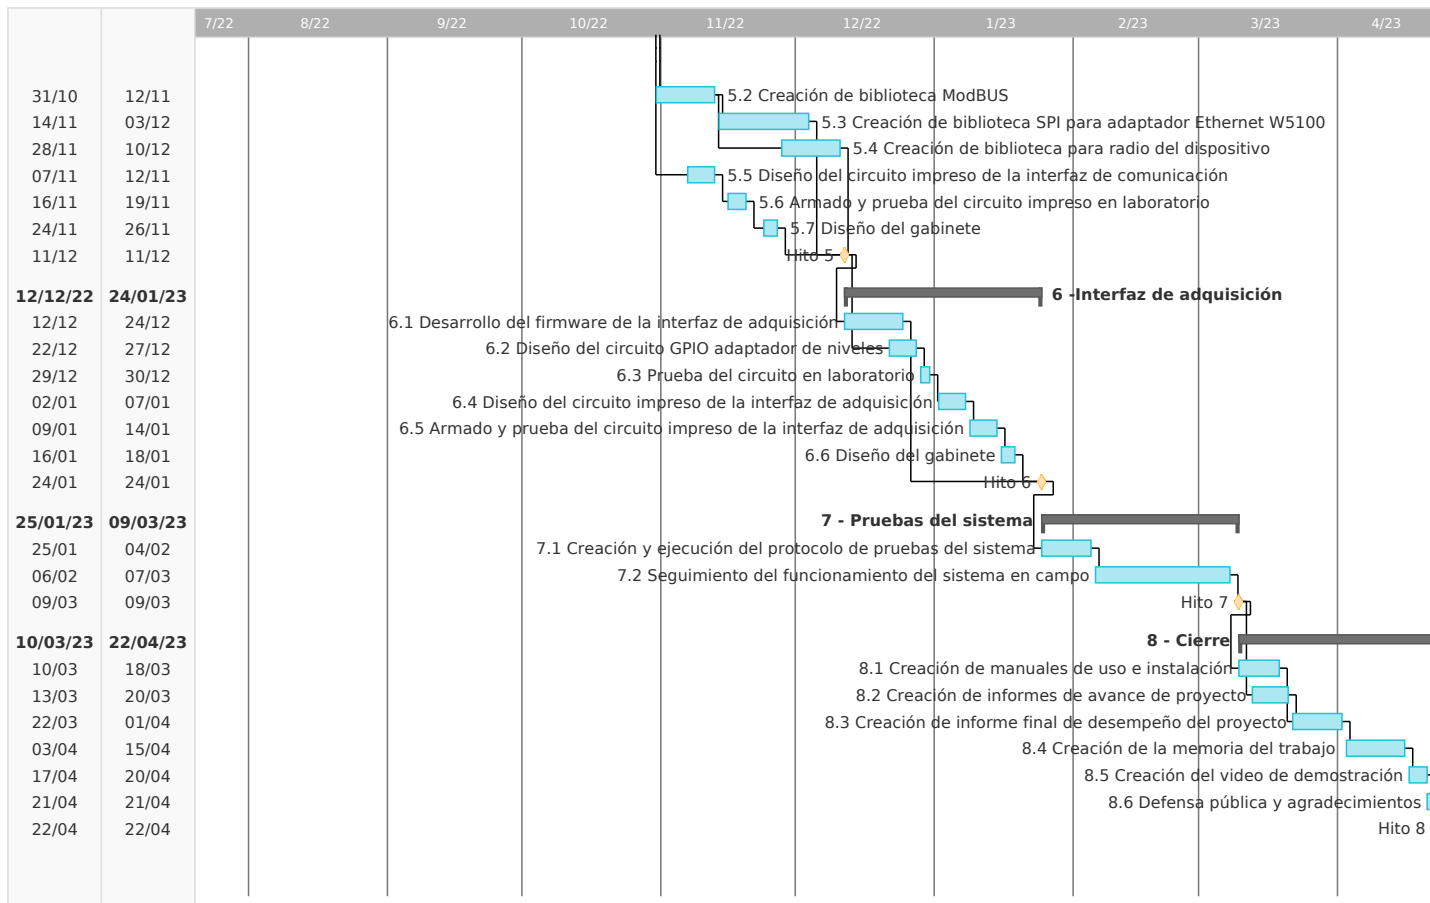 7/22 8/22 9/22 10/22 11/22 12/22 1/23 2/23 3/23 4/23
31/10 12/11 5.2 Creación de biblioteca ModBUS
14/11 03/12 5.3 Creación de biblioteca SPI para adaptador Ethernet W5100
28/11 10/12 5.4 Creación de biblioteca para radio del dispositivo
07/11 12/11 5.5 Diseño del circuito impreso de la interfaz de comunicación
16/11 19/11 5.6 Armado y prueba del circuito impreso en laboratorio
24/11 26/11 5.7 Diseño del gabinete
11/12 11/12 Hito 5
12/12/22 24/01/23 6 -Interfaz de adquisición
12/12 24/12 6.1 Desarrollo del firmware de la interfaz de adquisición
22/12 27/12 6.2 Diseño del circuito GPIO adaptador de niveles
29/12 30/12 6.3 Prueba del circuito en laboratorio
02/01 07/01 6.4 Diseño del circuito impreso de la interfaz de adquisición
09/01 14/01 6.5 Armado y prueba del circuito impreso de la interfaz de adquisición
16/01 18/01 6.6 Diseño del gabinete
24/01 24/01 Hito 6
25/01/23 09/03/23 7 - Pruebas del sistema
25/01 04/02 7.1 Creación y ejecución del protocolo de pruebas del sistema
06/02 07/03 7.2 Seguimiento del funcionamiento del sistema en campo
09/03 09/03 Hito 7
10/03/23 22/04/23 8 - Cierre
10/03 18/03 8.1 Creación de manuales de uso e instalación
13/03 20/03 8.2 Creación de informes de avance de proyecto
22/03 01/04 8.3 Creación de informe final de desempeño del proyecto
03/04 15/04 8.4 Creación de la memoria del trabajo
17/04 20/04 8.5 Creación del video de demostración
21/04 21/04 8.6 Defensa pública y agradecimientos
22/04 22/04 Hito 8